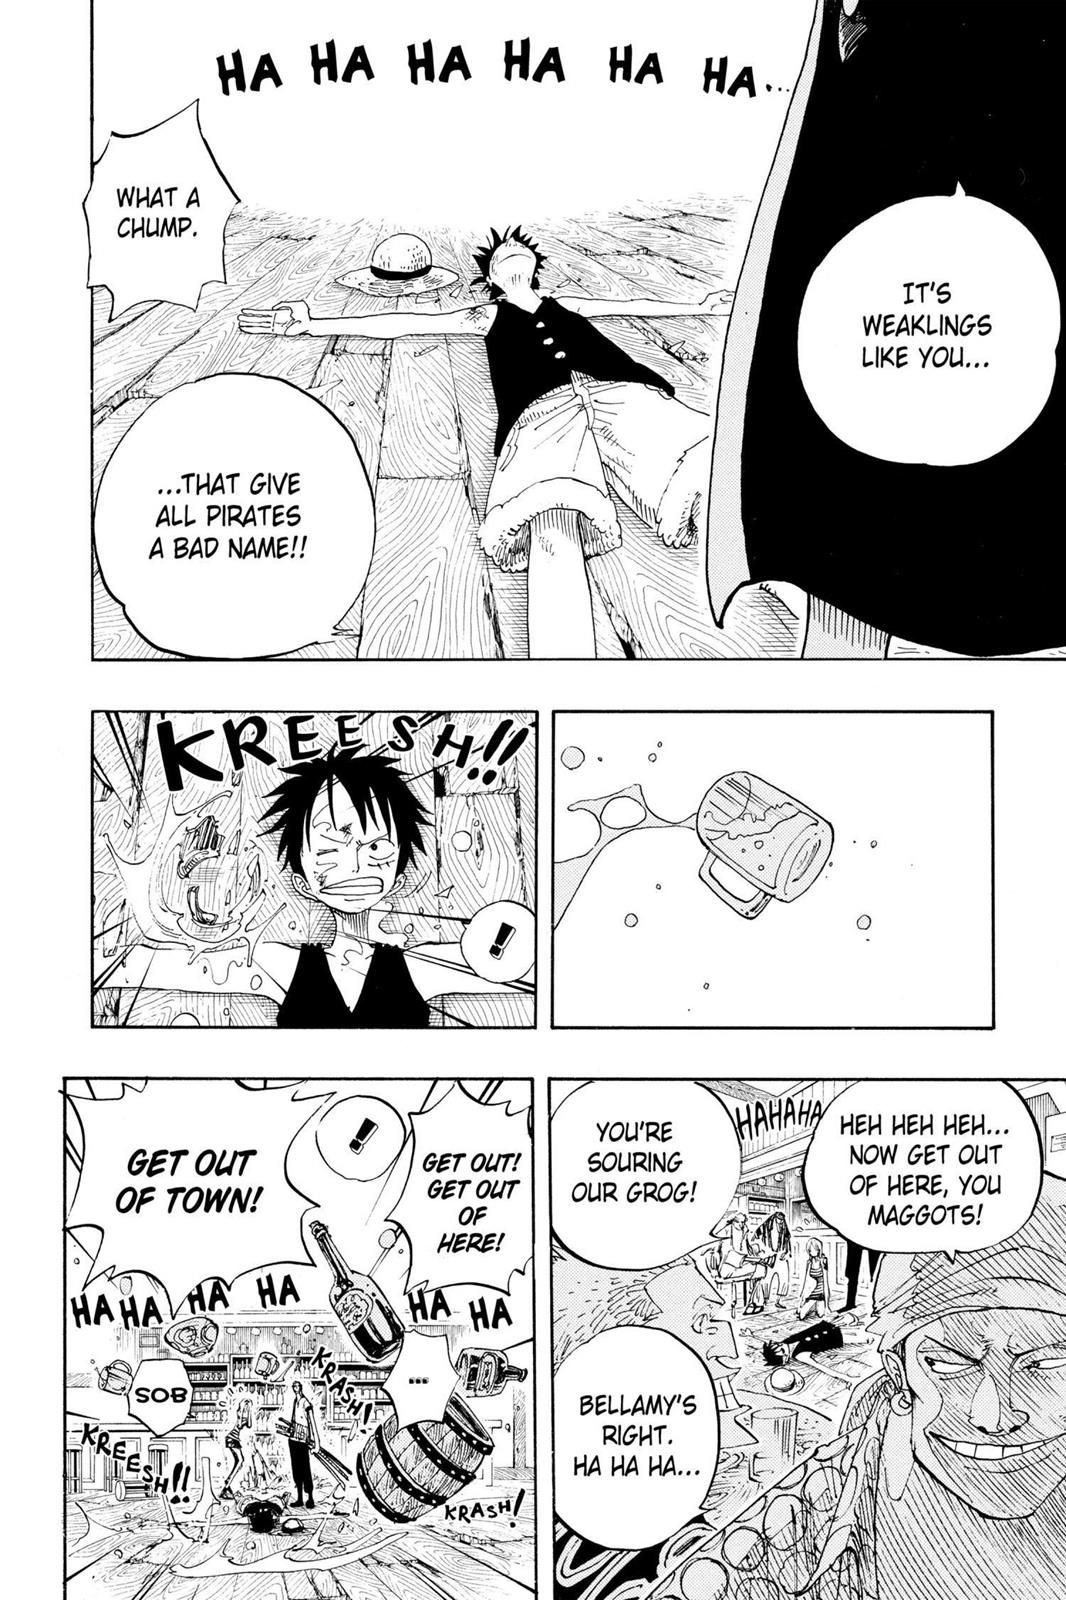 HA HA HA HA HA HA...
IT'S
WEAKLINGS
LIKE YOU...
WHAT A
CHUMP.
...THAT GIVE
ALL PIRATES
A BAD NAME!!
KREESH!!
!
HEH HEH HEH...
NOW GET OUT
OF HERE, YOU
MAGGOTS!
HAHAHA
YOU'RE
SOURING
OUR GROG!
BELLAMY'S
RIGHT.
HA HA HA...
GET OUT!
GET OUT
OF
HERE!
!
GET OUT
OF TOWN!
HA HA HA HA HA HA
...
SOB
KRASH!
KREESH!!
KRASH!